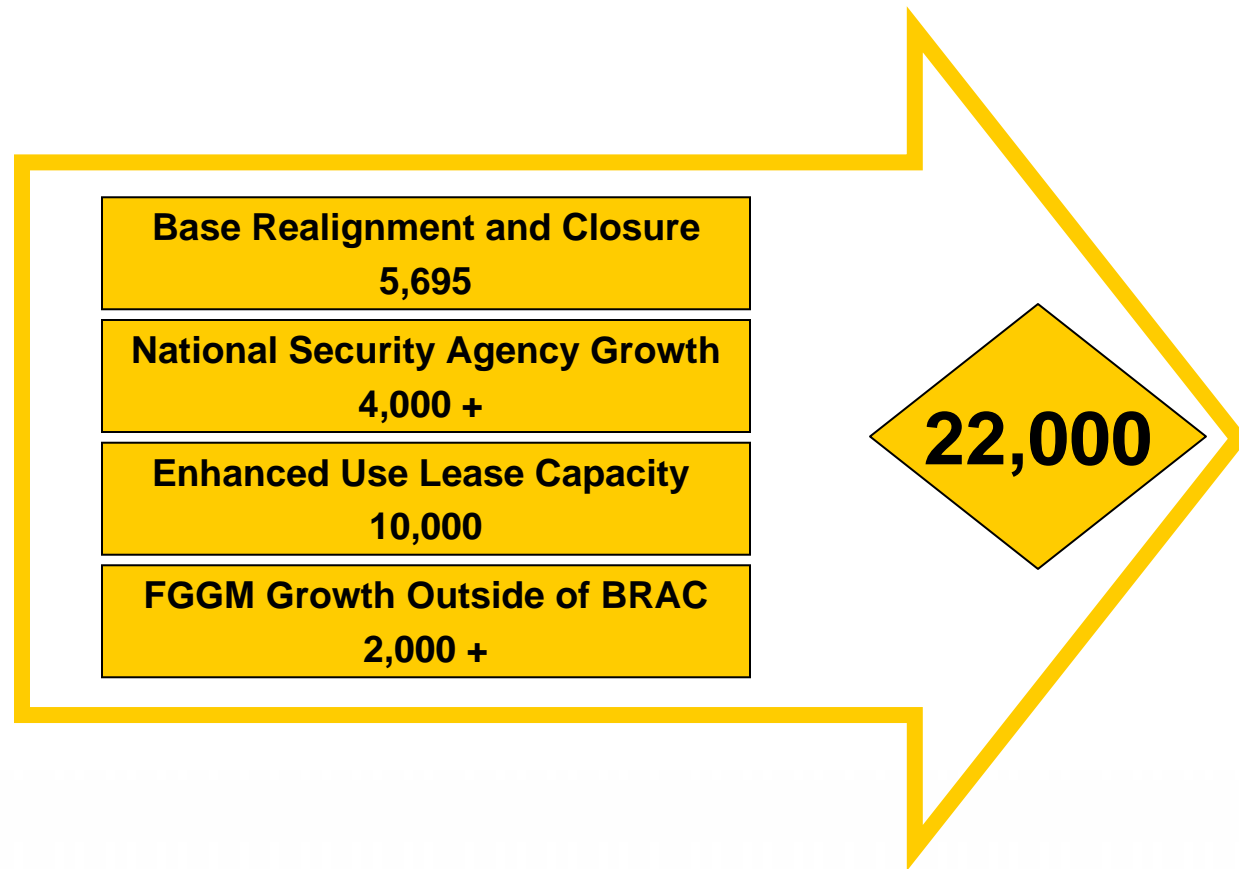 Base Realignment and Closure
5,695
National Security Agency Growth
4,000 +
Enhanced Use Lease Capacity
10,000
FGGM Growth Outside of BRAC
2,000 +
22,000